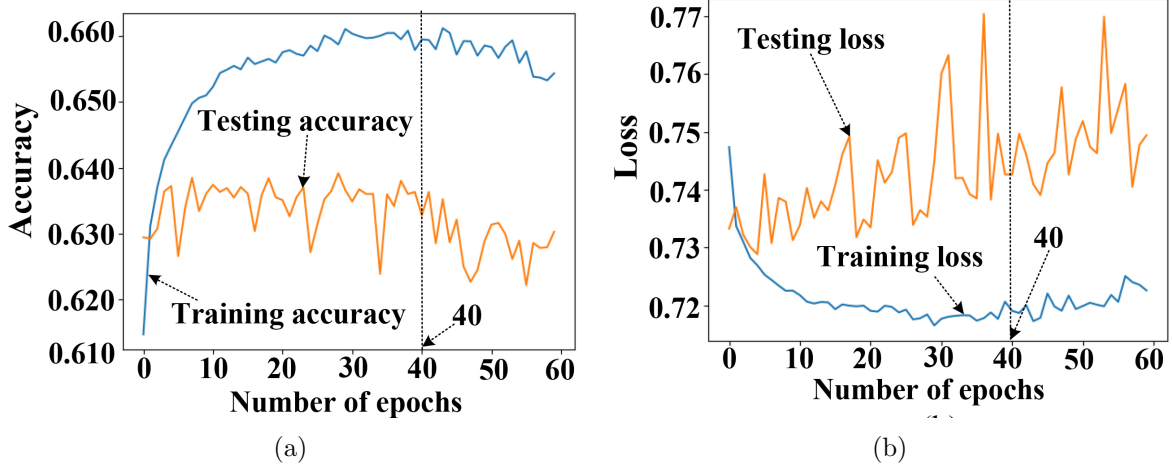 0.660
0.650
0.640
0.630
0.620
0.610
Accuracy
Testing accuracy
Training accuracy
40
0 10 20 30 40 50 60
Number of epochs
(a)
0.77
0.76
0.75
0.74
0.73
0.72
Loss
Testing loss
Training loss
40
0 10 20 30 40 50 60
Number of epochs
(b)